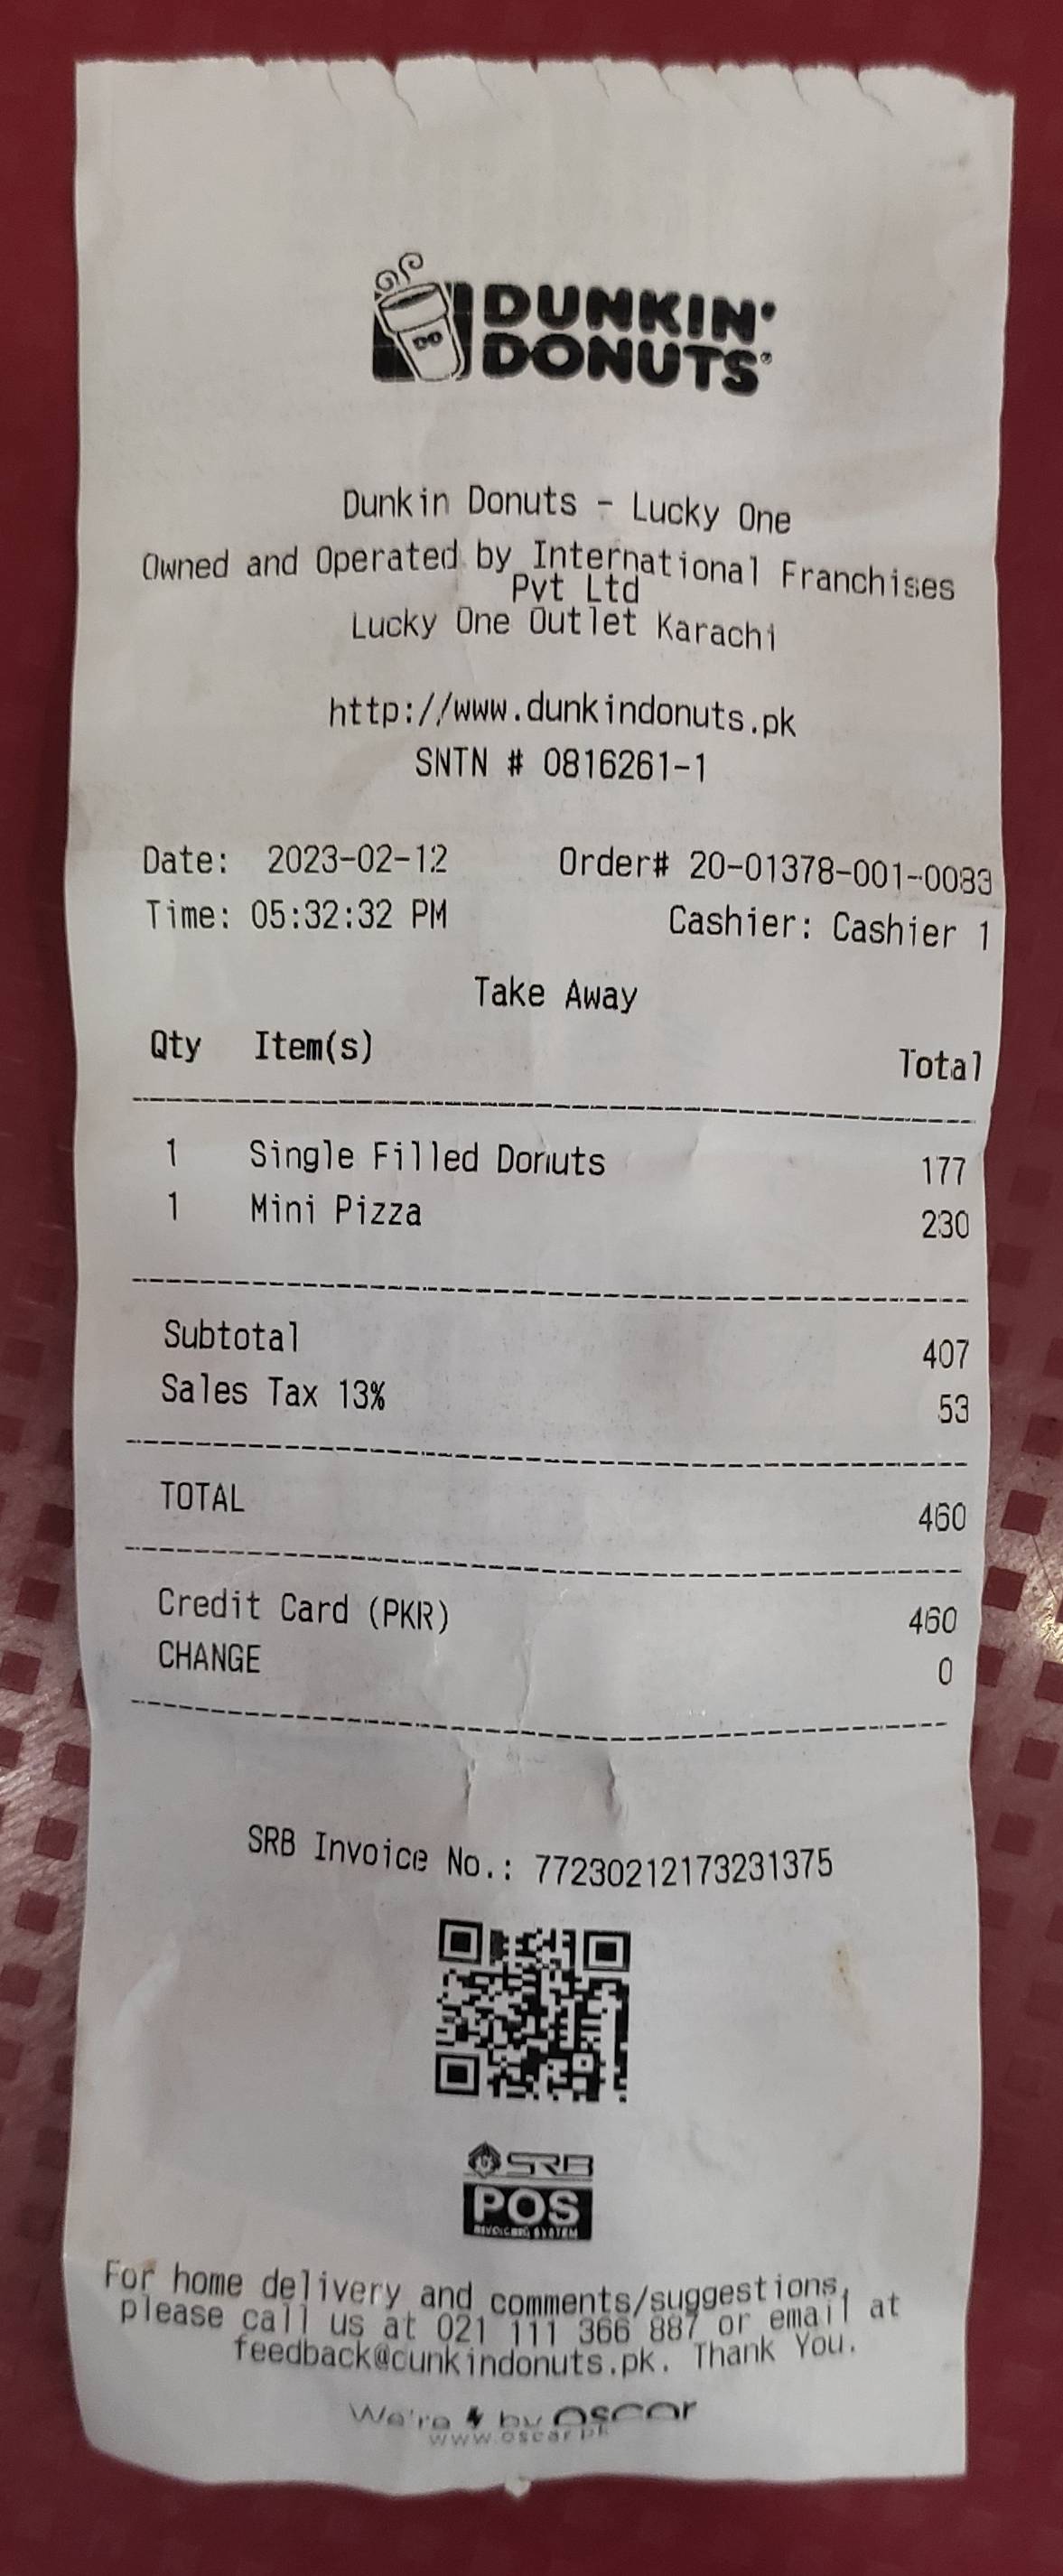 DD
DUNKIN'
DONUTS®
Dunkin Donuts - Lucky One
Owned and Operated by International Franchises
Pvt Ltd
Lucky One Outlet Karachi
http://www.dunkindonuts.pk
SNTN # 0816261-1
Date: 2023-02-12 Order# 20-01378-001-0083
Time: 05:32:32 PM Cashier: Cashier 1
Take Away
Qty Item(s) Total
1 Single Filled Donuts 177
1 Mini Pizza 230
Subtotal 407
Sales Tax 13% 53
TOTAL 460
Credit Card (PKR) 460
CHANGE 0
SRB Invoice No.: 77230212173231375
SRB
POS
INVOICING SYSTEM
For home delivery and comments/suggestions,
please call us at 021 111 366 887 or email at
feedback@dunkindonuts.pk. Thank You.
We're by oscar
www.oscar.pk